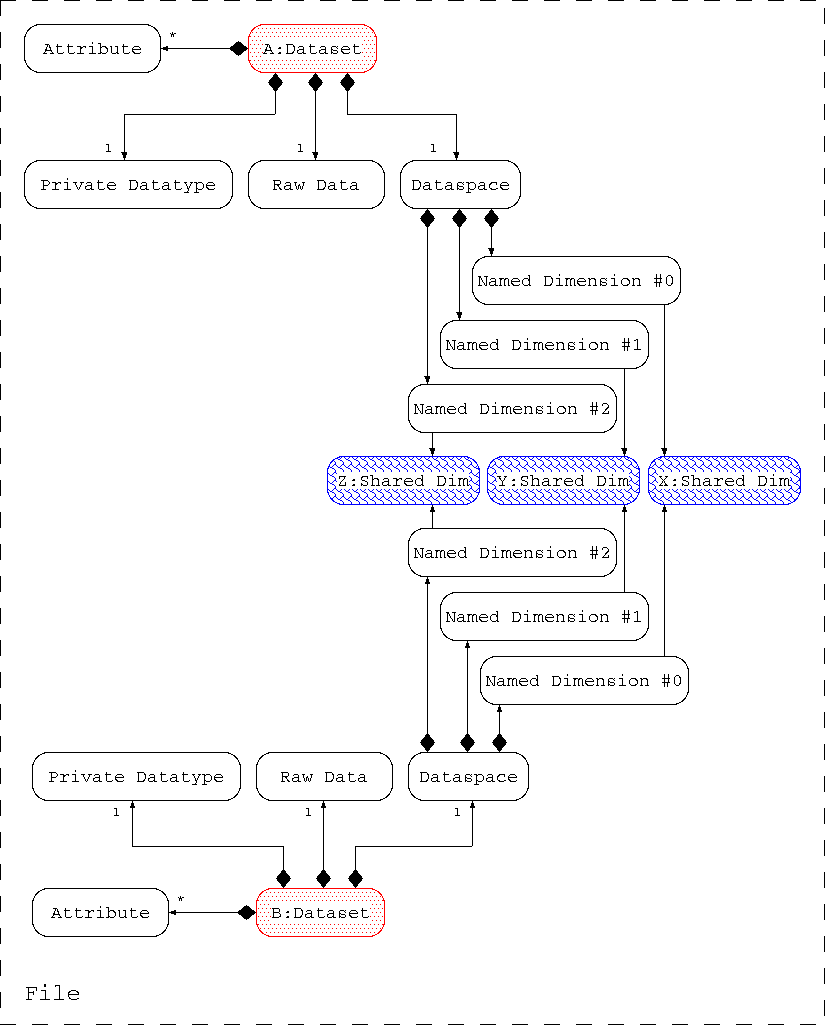 Attribute
*
A:Dataset
1
1
1
Private Datatype
Raw Data
Dataspace
Named Dimension #0
Named Dimension #1
Named Dimension #2
Z:Shared Dim
Y:Shared Dim
X:Shared Dim
Named Dimension #2
Named Dimension #1
Named Dimension #0
Private Datatype
Raw Data
Dataspace
1
1
1
Attribute
*
B:Dataset
File